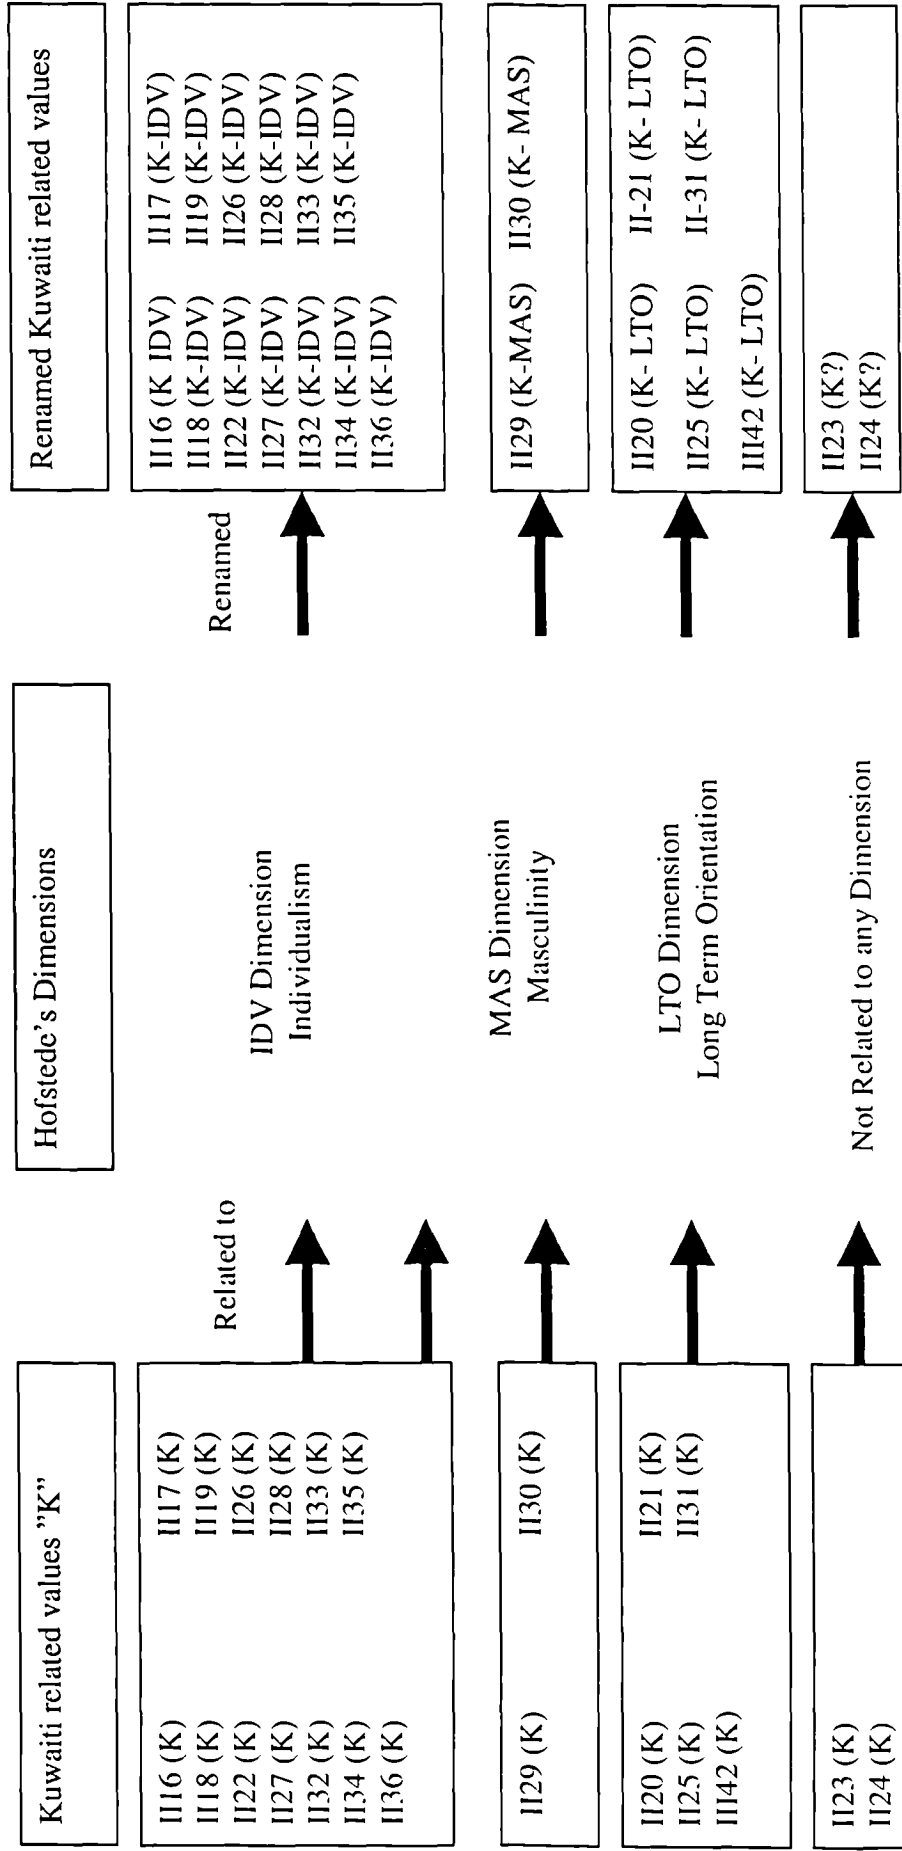 Kuwaiti related values "K"
Hofstede's Dimensions
Renamed Kuwaiti related values
Related to
Renamed
II16 (K) II17 (K)
II18 (K) II19 (K)
II22 (K) II26 (K)
II27 (K) II28 (K)
II32 (K) II33 (K)
II34 (K) II35 (K)
II36 (K)
IDV Dimension
Individualism
II16 (K IDV) II17 (K-IDV)
II18 (K-IDV) II19 (K-IDV)
II22 (K-IDV) II26 (K-IDV)
II27 (K-IDV) II28 (K-IDV)
II32 (K-IDV) II33 (K-IDV)
II34 (K-IDV) II35 (K-IDV)
II36 (K-IDV)
II29 (K) II30 (K)
MAS Dimension
Masculinity
II29 (K-MAS) II30 (K- MAS)
II20 (K) II21 (K)
II25 (K) II31 (K)
III42 (K)
LTO Dimension
Long Term Orientation
II20 (K- LTO) II-21 (K- LTO)
II25 (K- LTO) II-31 (K- LTO)
III42 (K- LTO)
II23 (K)
II24 (K)
Not Related to any Dimension
II23 (K?)
II24 (K?)